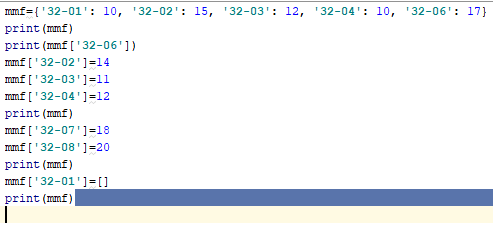 mmf={'32-01': 10, '32-02': 15, '32-03': 12, '32-04': 10, '32-06': 17}
print(mmf)
print(mmf['32-06'])
mmf['32-02']=14
mmf['32-03']=11
mmf['32-04']=12
print(mmf)
mmf['32-07']=18
mmf['32-08']=20
print(mmf)
mmf['32-01']=[]
print(mmf)